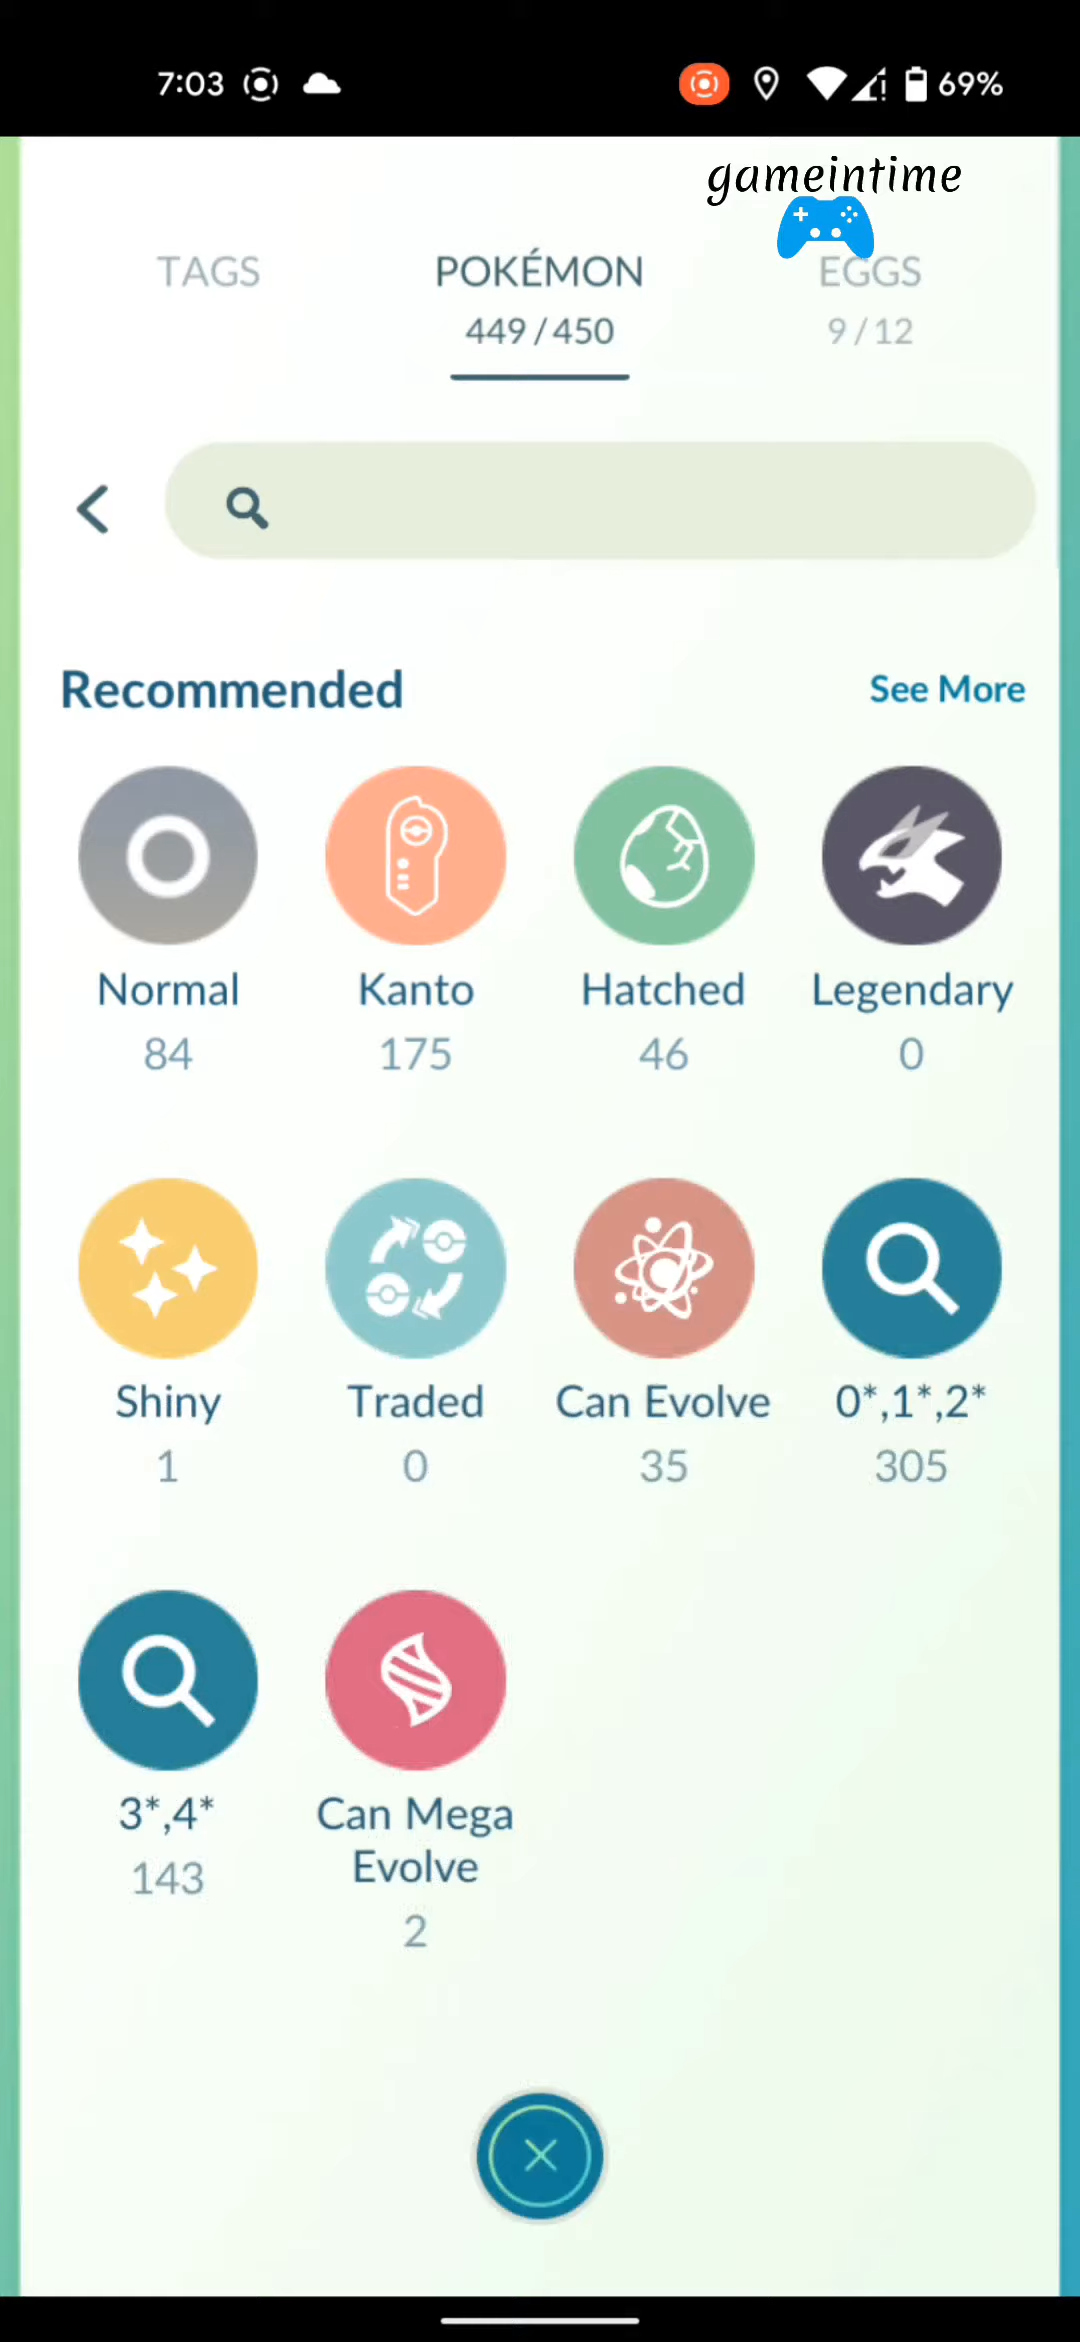 7:03
69%
gameintime
TAGS POKÉMON EGGS
449 / 450 9 / 12
Recommended See More
Normal Kanto Hatched Legendary
84 175 46 0
Shiny Traded Can Evolve 0*,1*,2*
1 0 35 305
3*,4* Can Mega
Evolve
143
2